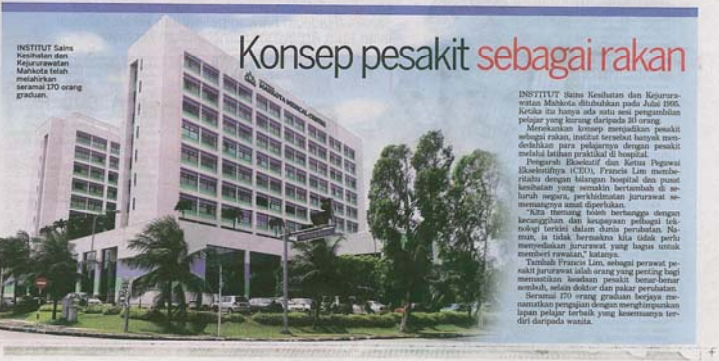 INSTITUT Sains
Kesihatan dan
Kejururawatan
Mahkota telah
melahirkan
seramai 170 orang
graduan.
MAHKOTA MEDICAL CENTRE
Konsep pesakit sebagai rakan
INSTITUT Sains Kesihatan dan Kejurura-
watan Mahkota ditubuhkan pada Julai 1995.
Ketika itu hanya ada satu sesi pengambilan
pelajar yang kurang daripada 30 orang.
Menekankan konsep menjadikan pesakit
sebagai rakan, institut tersebut banyak men-
dedahkan para pelajarnya dengan pesakit
melalui latihan praktikal di hospital.
Pengarah Eksekutif dan Ketua Pegawai
Eksekutifnya (CEO), Francis Lim membe-
ritahu dengan bilangan hospital dan pusat
kesihatan yang semakin bertambah di se-
luruh negara, perkhidmatan jururawat se-
memangnya amat diperlukan.
"Kita memang boleh berbangga dengan
kecanggihan dan keupayaan pelbagai tek-
nologi terkini dalam dunia perubatan. Na-
mun, ia tidak bermakna kita tidak perlu
menyediakan jururawat yang bagus untuk
memberi rawatan," katanya.
Tambah Francis Lim, sebagai perawat pe-
sakit jururawat ialah orang yang penting bagi
memastikan keadaan pesakit benar-benar
sembuh, selain doktor dan pakar perubatan.
Seramai 170 orang graduan berjaya me-
namatkan pengajian dengan menghimpunkan
lapan pelajar terbaik yang kesemuanya ter-
diri daripada wanita.